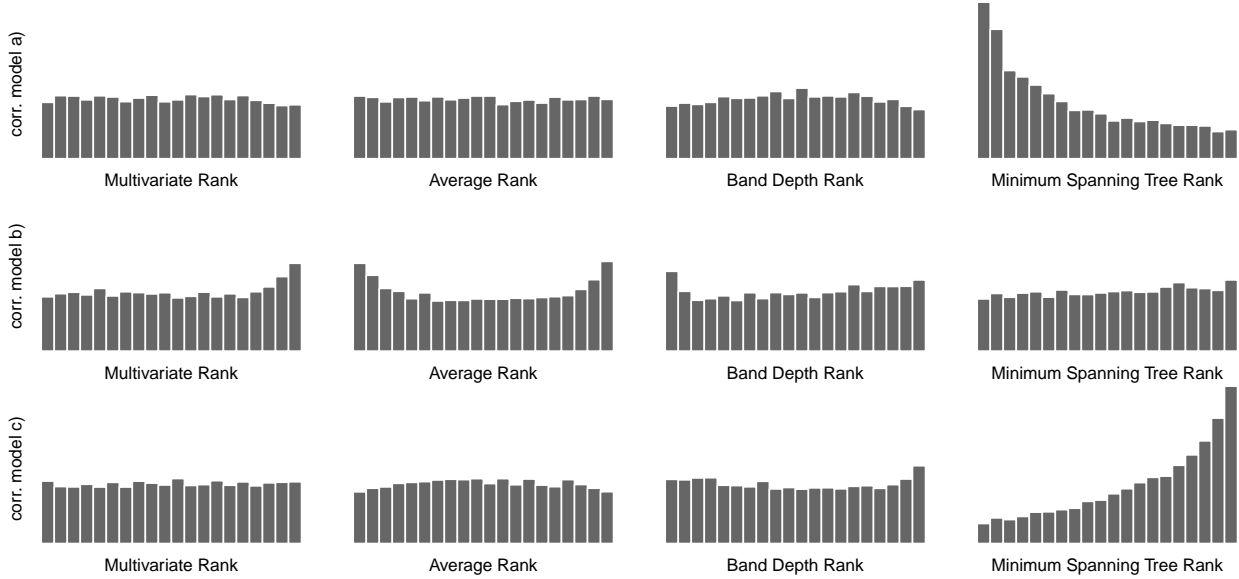 corr. model a)
Multivariate Rank
Average Rank
Band Depth Rank
Minimum Spanning Tree Rank
corr. model b)
Multivariate Rank
Average Rank
Band Depth Rank
Minimum Spanning Tree Rank
corr. model c)
Multivariate Rank
Average Rank
Band Depth Rank
Minimum Spanning Tree Rank